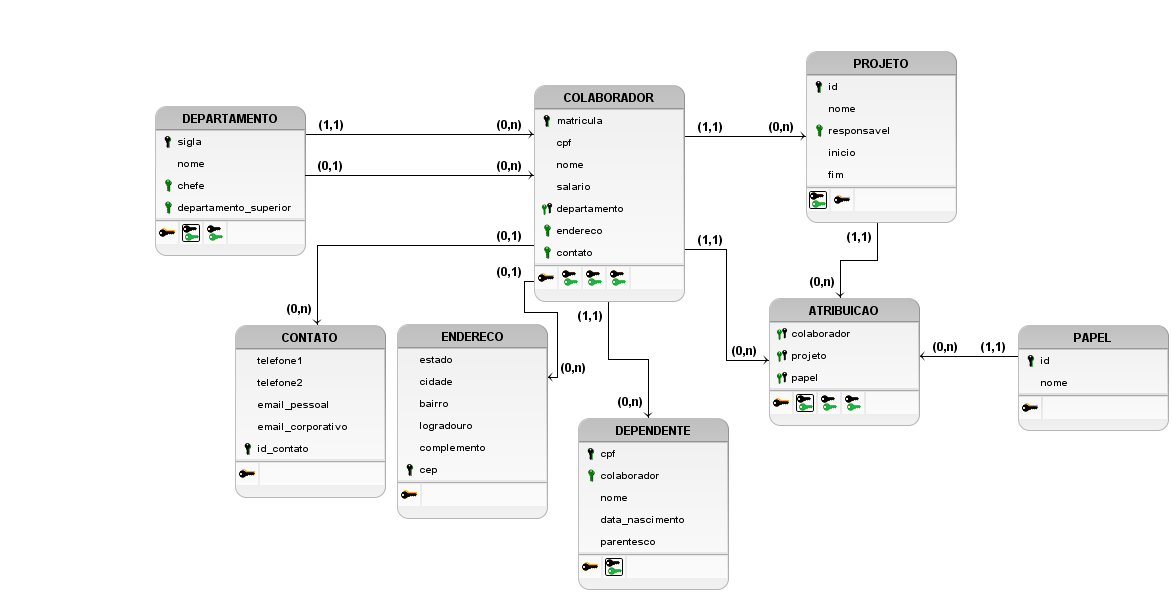 DEPARTAMENTO
sigla
nome
chefe
departamento_superior
(1,1)
(0,n)
(0,1)
(0,n)
COLABORADOR
matricula
cpf
nome
salario
departamento
endereco
contato
(1,1)
(0,n)
PROJETO
id
nome
responsavel
inicio
fim
(0,1)
(0,n)
(0,1)
(0,n)
(1,1)
(0,n)
(1,1)
(0,n)
(1,1)
(0,n)
CONTATO
telefone1
telefone2
email_pessoal
email_corporativo
id_contato
ENDERECO
estado
cidade
bairro
logradouro
complemento
cep
DEPENDENTE
cpf
colaborador
nome
data_nascimento
parentesco
ATRIBUICAO
colaborador
projeto
papel
(0,n)
(1,1)
PAPEL
id
nome